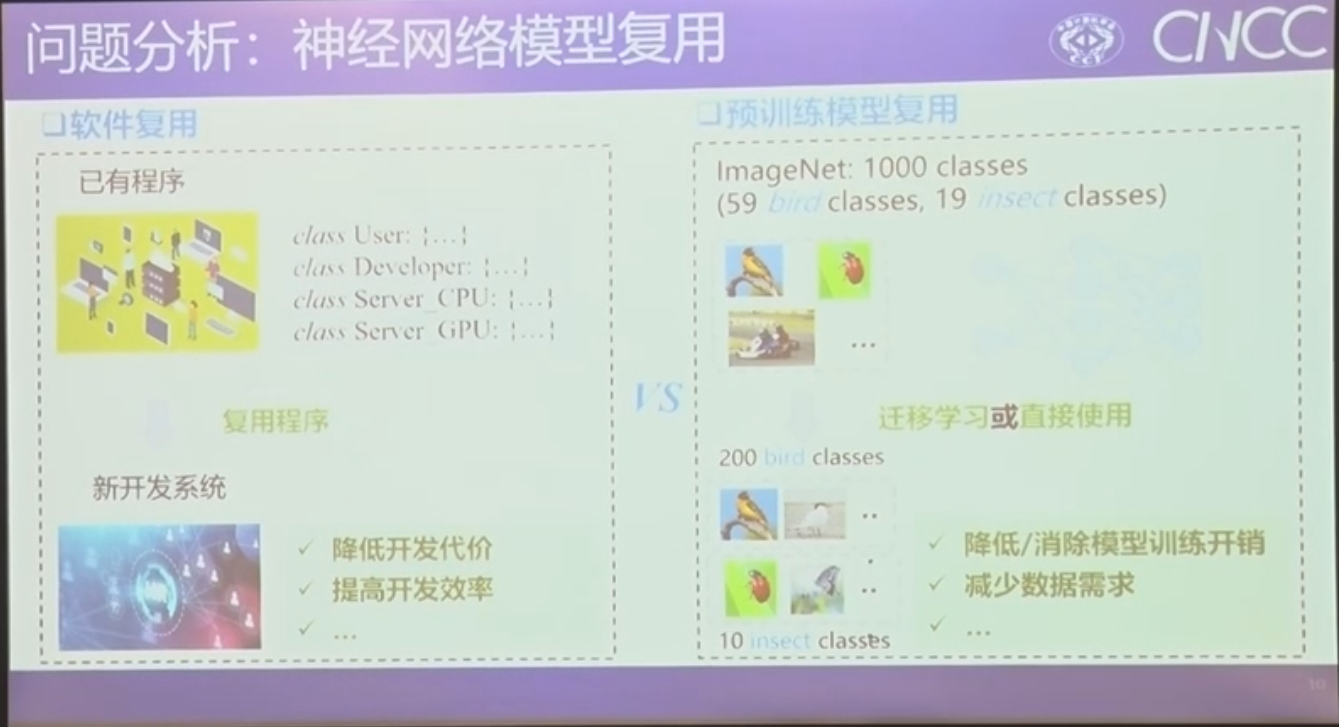 问题分析：神经网络模型复用
CCF
CNCC
软件复用
已有程序
class User: {...}
class Developer: {...}
class Server_CPU: {...}
class Server_GPU: {...}
复用程序
新开发系统
✓ 降低开发代价
✓ 提高开发效率
✓ ...
VS
预训练模型复用
ImageNet: 1000 classes
(59 bird classes, 19 insect classes)
...
迁移学习或直接使用
200 bird classes
10 insect classes
✓ 降低/消除模型训练开销
✓ 减少数据需求
✓ ...
10